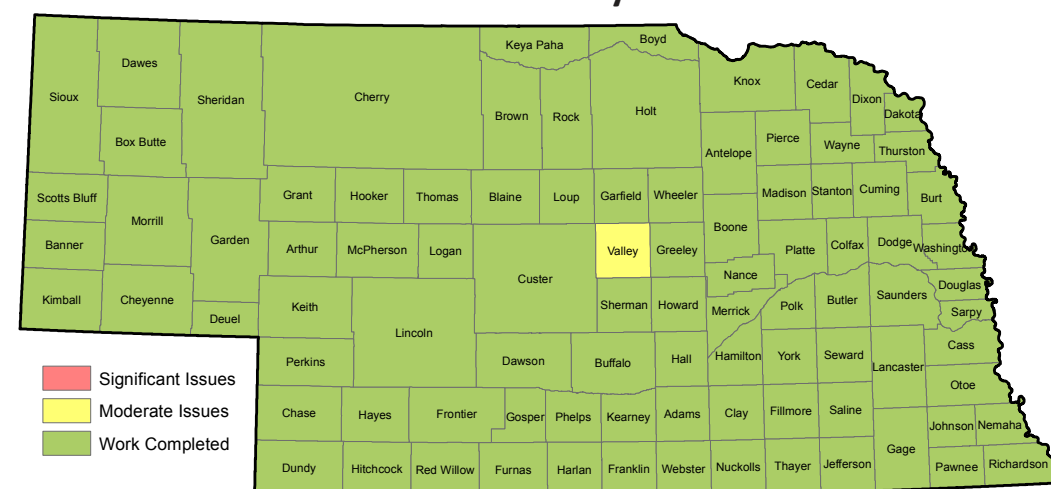 Sioux
Dawes
Box Butte
Sheridan
Cherry
Keya Paha
Boyd
Brown
Rock
Holt
Knox
Cedar
Dixon
Dakota
Antelope
Pierce
Wayne
Thurston
Scotts Bluff
Morrill
Garden
Grant
Hooker
Thomas
Blaine
Loup
Garfield
Wheeler
Madison
Stanton
Cuming
Burt
Banner
Arthur
McPherson
Logan
Custer
Valley
Greeley
Boone
Platte
Colfax
Dodge
Washington
Nance
Kimball
Cheyenne
Deuel
Keith
Lincoln
Sherman
Howard
Merrick
Polk
Butler
Saunders
Douglas
Sarpy
Perkins
Dawson
Buffalo
Hall
Hamilton
York
Seward
Lancaster
Cass
Otoe
Significant Issues
Moderate Issues
Work Completed
Chase
Hayes
Frontier
Gosper
Phelps
Kearney
Adams
Clay
Fillmore
Saline
Johnson
Nemaha
Dundy
Hitchcock
Red Willow
Furnas
Harlan
Franklin
Webster
Nuckolls
Thayer
Jefferson
Gage
Pawnee
Richardson